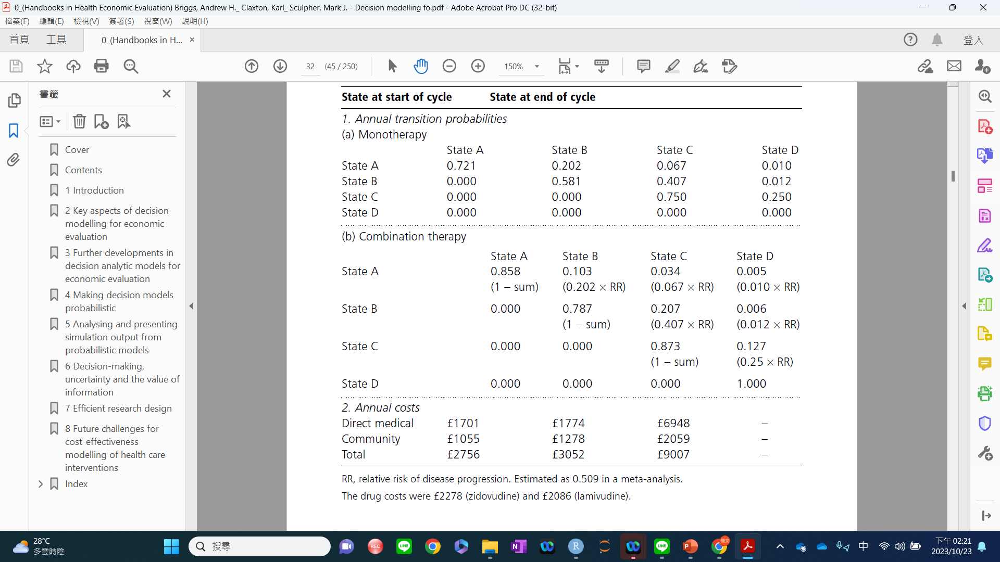 0_(Handbooks in Health Economic Evaluation) Briggs, Andrew H._ Claxton, Karl_ Sculpher, Mark J. - Decision modelling fo.pdf - Adobe Acrobat Pro DC (32-bit)
檔案(F) 編輯(E) 檢視(V) 簽署(S) 視窗(W) 說明(H)
首頁 工具 0_(Handbooks in H... 登入
32 (45 / 250) 150%
書籤
Cover
Contents
1 Introduction
2 Key aspects of decision
modelling for economic
evaluation
3 Further developments in
decision analytic models for
economic evaluation
4 Making decision models
probabilistic
5 Analysing and presenting
simulation output from
probabilistic models
6 Decision-making,
uncertainty and the value of
information
7 Efficient research design
8 Future challenges for
cost-effectiveness
modelling of health care
interventions
Index
State at start of cycle State at end of cycle
1. Annual transition probabilities
(a) Monotherapy
State A State B State C State D
State A 0.721 0.202 0.067 0.010
State B 0.000 0.581 0.407 0.012
State C 0.000 0.000 0.750 0.250
State D 0.000 0.000 0.000 0.000
(b) Combination therapy
State A State B State C State D
State A 0.858 0.103 0.034 0.005
(1 – sum) (0.202 × RR) (0.067 × RR) (0.010 × RR)
State B 0.000 0.787 0.207 0.006
(1 – sum) (0.407 × RR) (0.012 × RR)
State C 0.000 0.000 0.873 0.127
(1 – sum) (0.25 × RR)
State D 0.000 0.000 0.000 1.000
2. Annual costs
Direct medical £1701 £1774 £6948 –
Community £1055 £1278 £2059 –
Total £2756 £3052 £9007 –
RR, relative risk of disease progression. Estimated as 0.509 in a meta-analysis.
The drug costs were £2278 (zidovudine) and £2086 (lamivudine).
28°C
多雲時陰
搜尋
REC
LINE
N
R
LINE
P
中
下午 02:21
2023/10/23